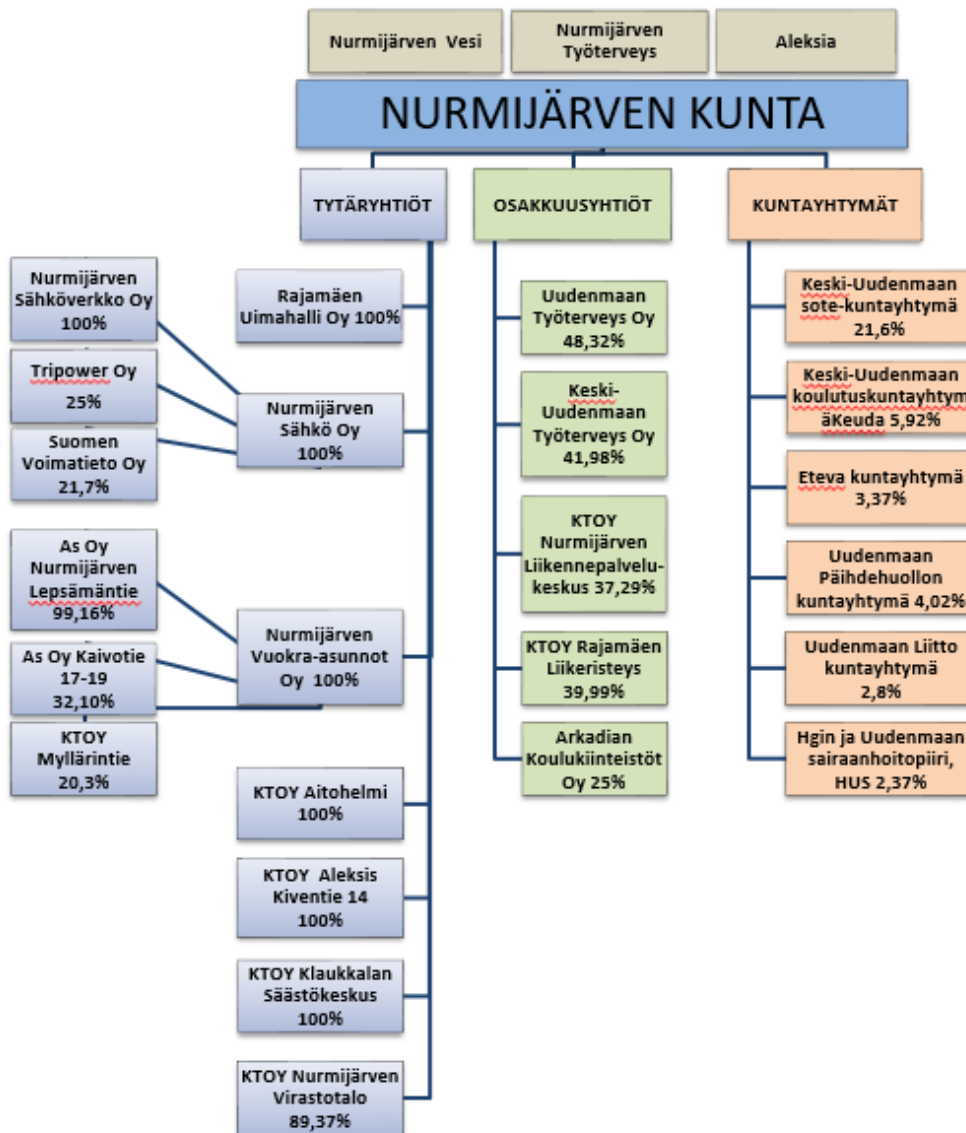 Nurmijärven Vesi
Nurmijärven
Työterveys
Aleksia
NURMIJÄRVEN KUNTA
TYTÄRYHTIÖT
OSAKKUUSYHTIÖT
KUNTAYHTYMÄT
Nurmijärven
Sähköverkko Oy
100%
Tripower Oy
25%
Suomen
Voimatieto Oy
21,7%
As Oy
Nurmijärven
Lepsämäntie
99,16%
As Oy Kaivotie
17-19
32,10%
KTOY
Myllärintie
20,3%
Rajamäen
Uimahalli Oy 100%
Nurmijärven
Sähkö Oy
100%
Nurmijärven
Vuokra-asunnot
Oy 100%
KTOY Aitohelmi
100%
KTOY Aleksis
Kiventie 14
100%
KTOY Klaukkalan
Säästökeskus
100%
KTOY Nurmijärven
Virastotalo
89,37%
Uudenmaan
Työterveys Oy
48,32%
Keski-
Uudenmaan
Työterveys Oy
41,98%
KTOY
Nurmijärven
Liikennepalvelu-
keskus 37,29%
KTOY Rajamäen
Liikeristeys
39,99%
Arkadian
Koulukiinteistöt
Oy 25%
Keski-Uudenmaan
sote-kuntayhtymä
21,6%
Keski-Uudenmaan
koulutuskuntayhtym
äKeuda 5,92%
Eteva kuntayhtymä
3,37%
Uudenmaan
Päihdehuollon
kuntayhtymä 4,02%
Uudenmaan Liitto
kuntayhtymä
2,8%
Hgin ja Uudenmaan
sairaanhoitopiiri,
HUS 2,37%